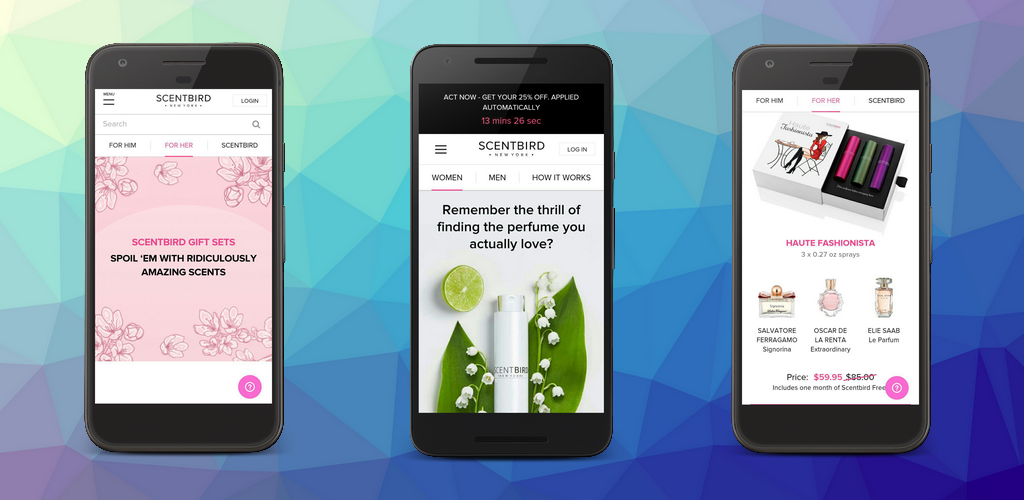 MENU
SCENTBIRD
• NEW YORK •
LOGIN
Search
FOR HIM
FOR HER
SCENTBIRD
SCENTBIRD GIFT SETS
SPOIL ‘EM WITH RIDICULOUSLY
AMAZING SCENTS
ACT NOW - GET YOUR 25% OFF. APPLIED
AUTOMATICALLY
13 mins 26 sec
SCENTBIRD
• NEW YORK •
LOG IN
WOMEN
MEN
HOW IT WORKS
Remember the thrill of
finding the perfume you
actually love?
SCENTBIRD
FOR HIM
FOR HER
SCENTBIRD
Haute
Fashionista
HAUTE FASHIONISTA
3 x 0.27 oz sprays
SALVATORE
FERRAGAMO
Signorina
OSCAR DE
LA RENTA
Extraordinary
ELIE SAAB
Le Parfum
Price: $59.95 $85.00
Includes one month of Scentbird Free